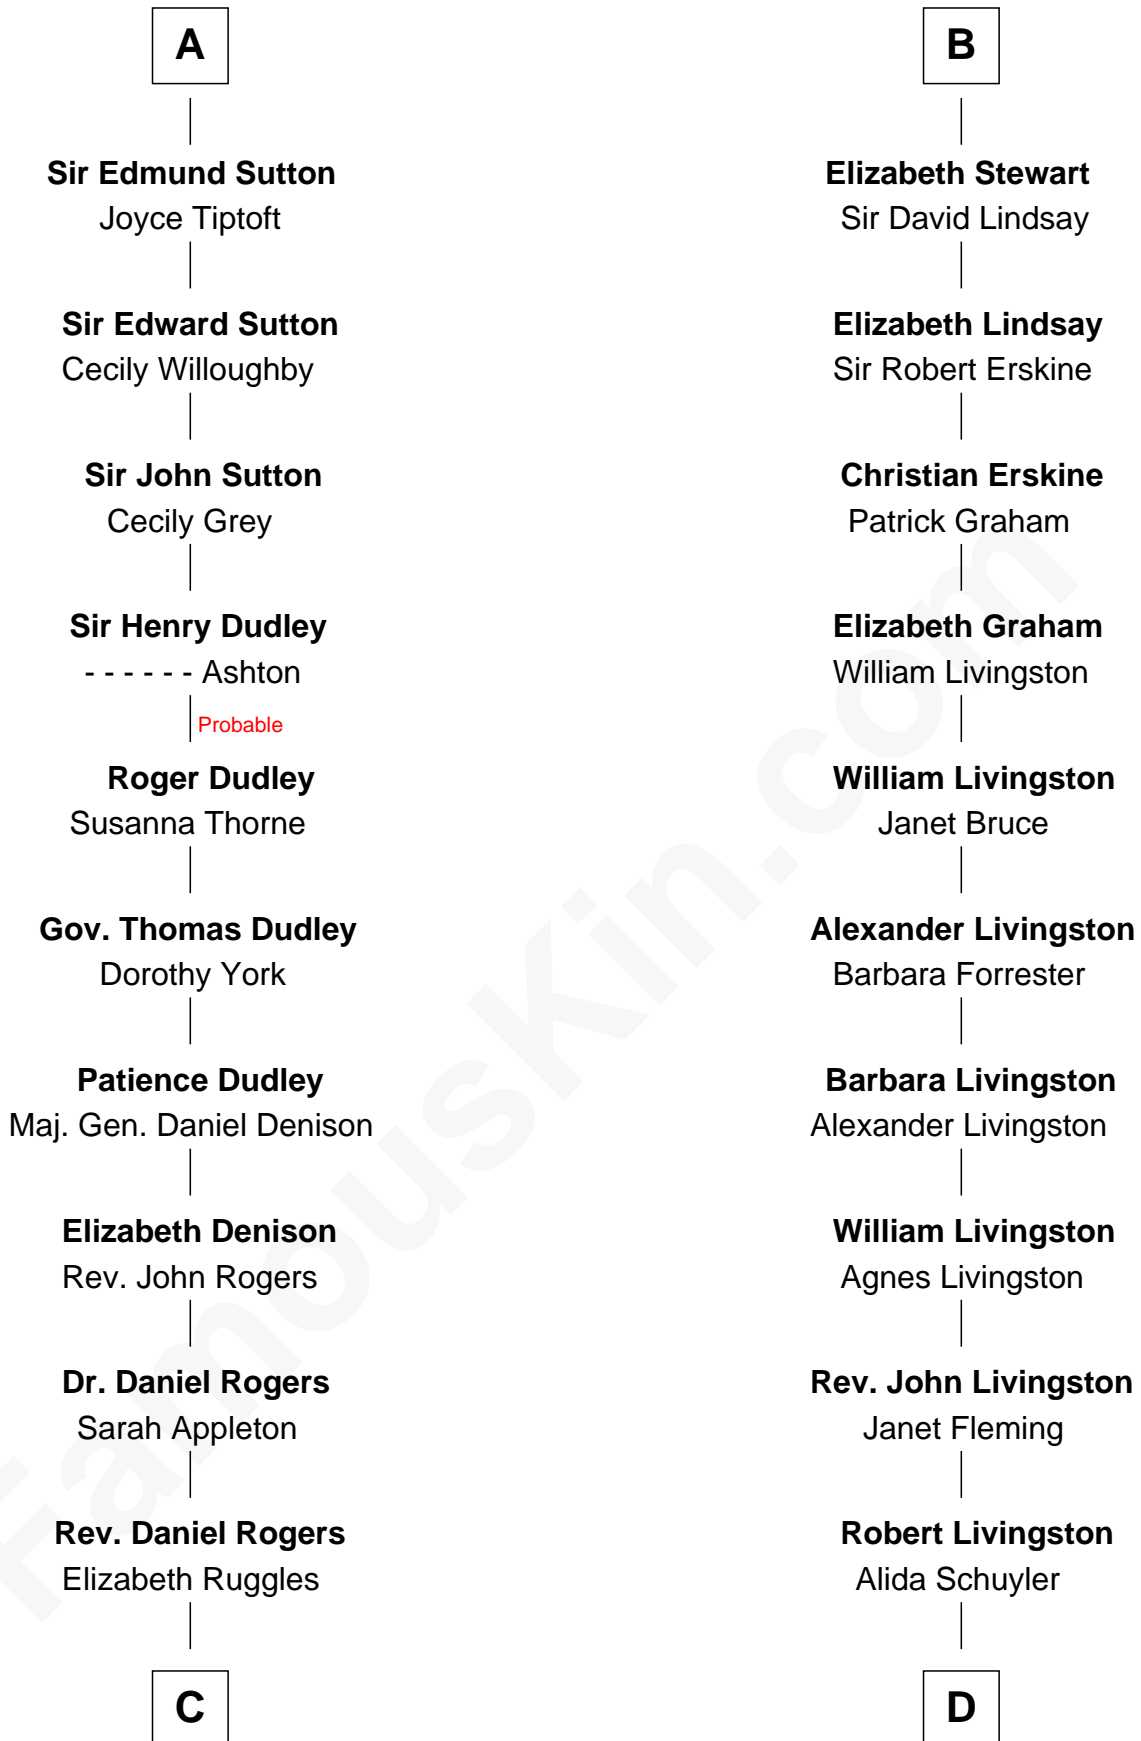 A
Sir Edmund Sutton
Joyce Tiptoft
Sir Edward Sutton
Cecily Willoughby
Sir John Sutton
Cecily Grey
Sir Henry Dudley
- - - - - - Ashton
Probable
Roger Dudley
Susanna Thorne
Gov. Thomas Dudley
Dorothy York
Patience Dudley
Maj. Gen. Daniel Denison
Elizabeth Denison
Rev. John Rogers
Dr. Daniel Rogers
Sarah Appleton
Rev. Daniel Rogers
Elizabeth Ruggles
C
B
Elizabeth Stewart
Sir David Lindsay
Elizabeth Lindsay
Sir Robert Erskine
Christian Erskine
Patrick Graham
Elizabeth Graham
William Livingston
William Livingston
Janet Bruce
Alexander Livingston
Barbara Forrester
Barbara Livingston
Alexander Livingston
William Livingston
Agnes Livingston
Rev. John Livingston
Janet Fleming
Robert Livingston
Alida Schuyler
D
FamousKin.com